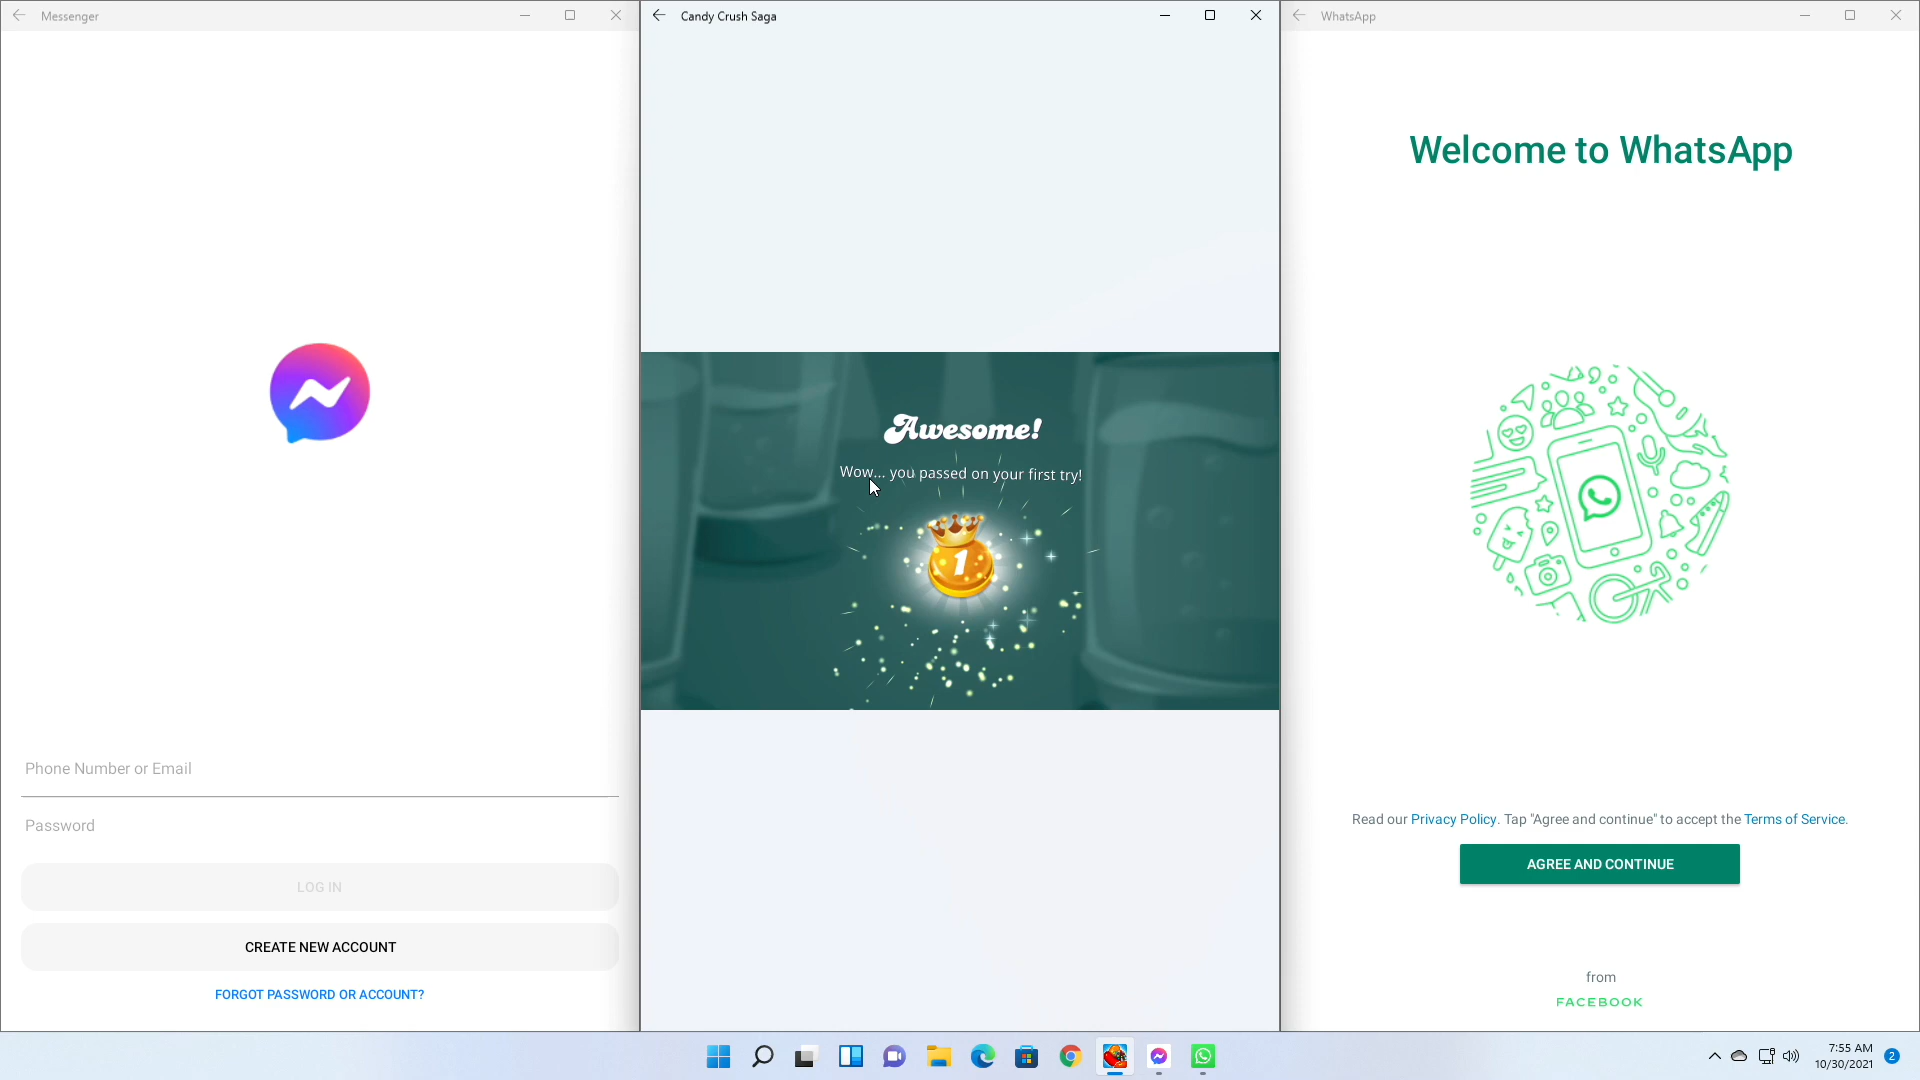 Messenger
Phone Number or Email
Password
LOG IN
CREATE NEW ACCOUNT
FORGOT PASSWORD OR ACCOUNT?
Candy Crush Saga
Awesome!
Wow... you passed on your first try!
1
WhatsApp
Welcome to WhatsApp
Read our Privacy Policy. Tap "Agree and continue" to accept the Terms of Service.
AGREE AND CONTINUE
from
FACEBOOK
7:55 AM
10/30/2021
2